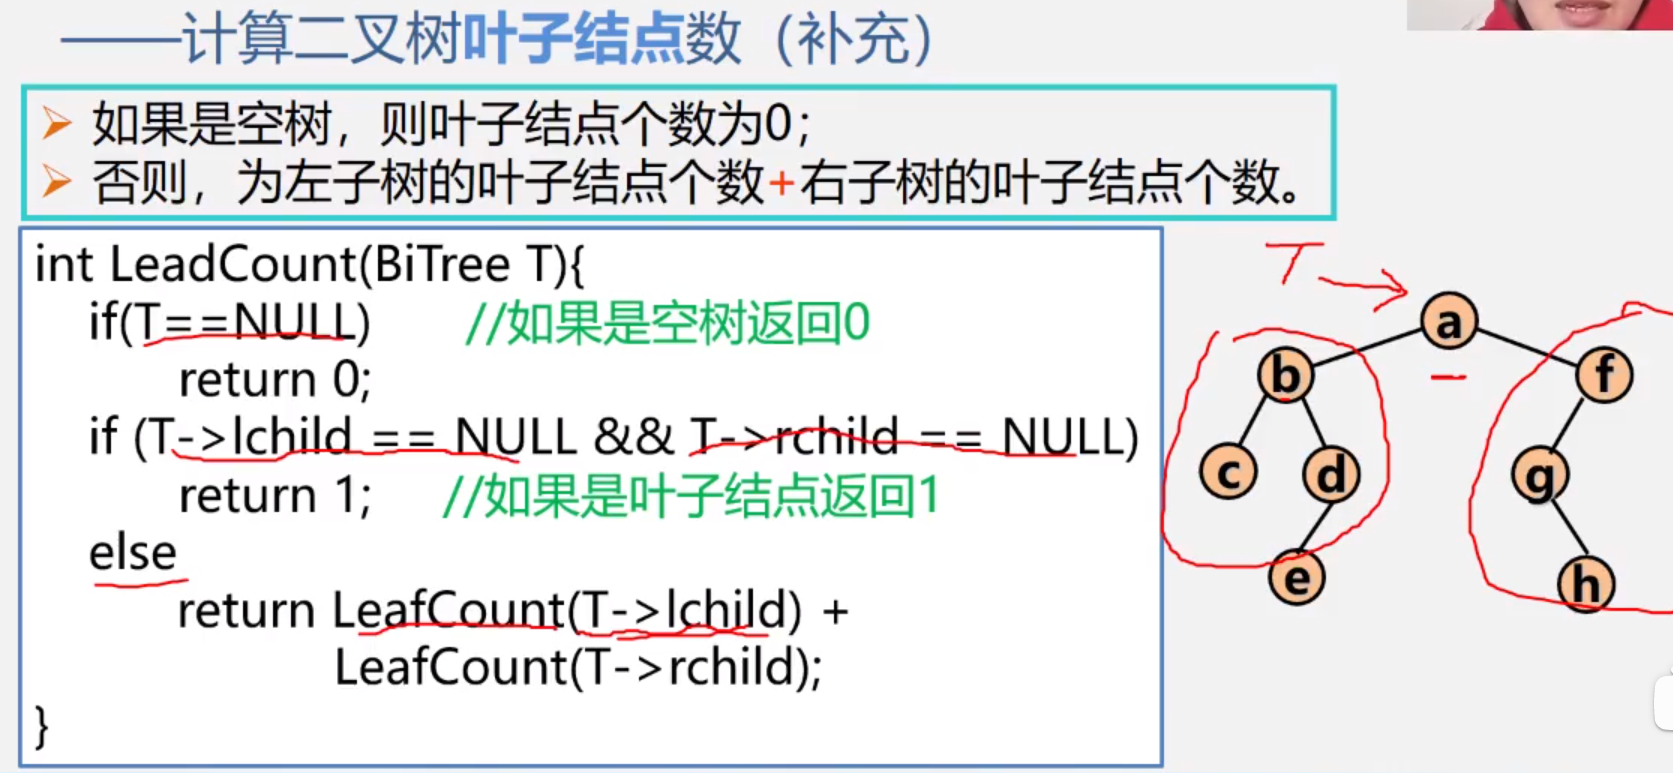 ——计算二叉树叶子结点数（补充）
如果是空树，则叶子结点个数为0；
否则，为左子树的叶子结点个数+右子树的叶子结点个数。
int LeadCount(BiTree T){
if(T==NULL) //如果是空树返回0
return 0;
if (T->lchild == NULL && T->rchild == NULL)
return 1; //如果是叶子结点返回1
else
return LeafCount(T->lchild) +
LeafCount(T->rchild);
}
T
a
b f
c d g
e h